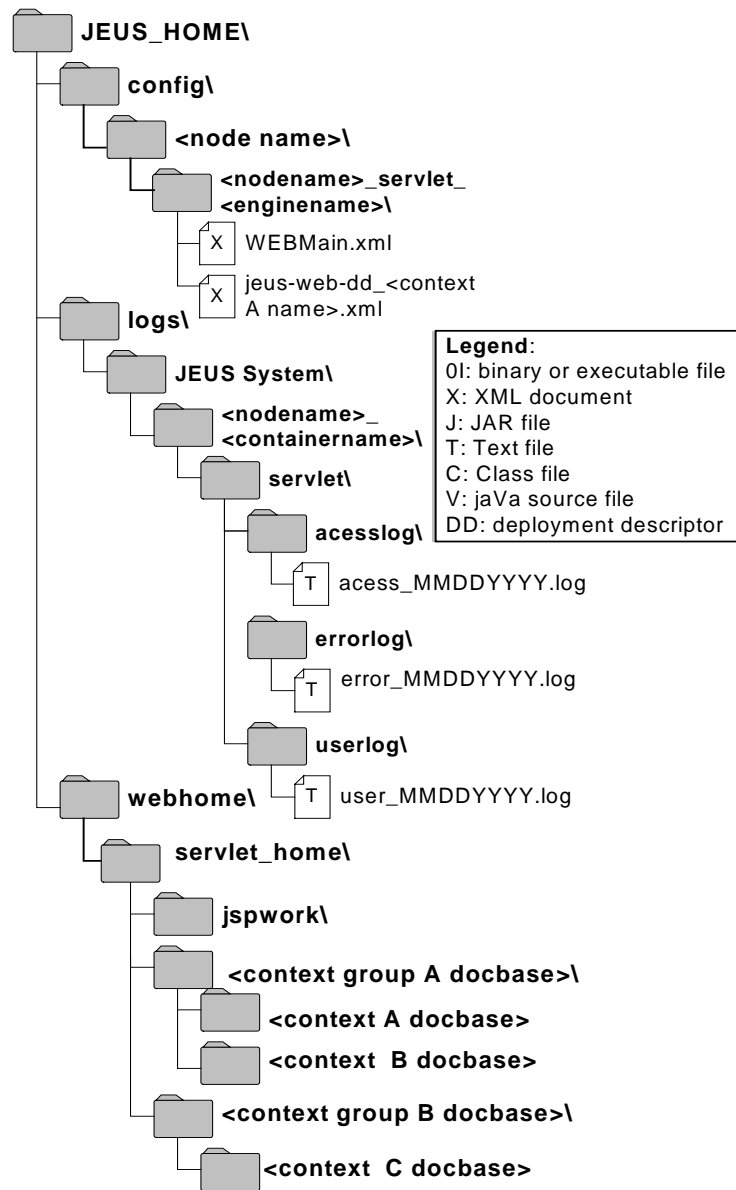 JEUS_HOME\
config\
<node name>\
<nodename>_servlet_
<enginename>\
X WEBMain.xml
X jeus-web-dd_<context
A name>.xml
logs\
JEUS System\
<nodename>_
<containername>\
servlet\
acesslog\
T acess_MMDDYYYY.log
errorlog\
T error_MMDDYYYY.log
userlog\
T user_MMDDYYYY.log
webhome\
servlet_home\
jspwork\
<context group A docbase>\
<context A docbase>
<context B docbase>
<context group B docbase>\
<context C docbase>
Legend:
0I: binary or executable file
X: XML document
J: JAR file
T: Text file
C: Class file
V: jaVa source file
DD: deployment descriptor